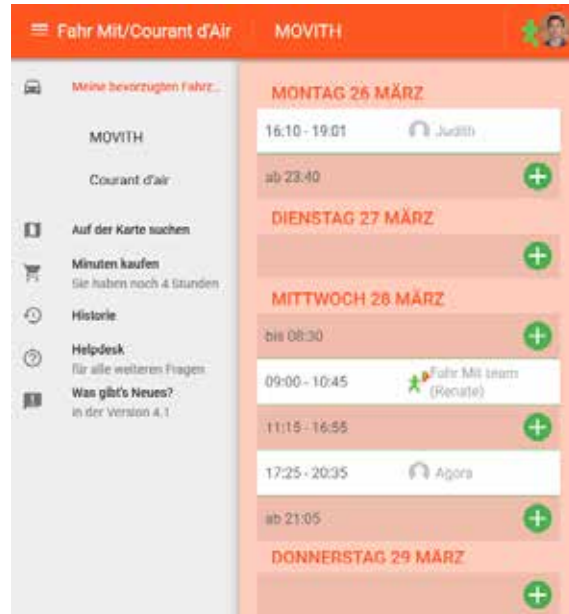 Fahr Mit/Courant d'Air
MOVITH
Meine bevorzugten Fahrz...
MOVITH
Courant d'air
Auf der Karte suchen
Minuten kaufen
Sie haben noch 4 Stunden
Historie
Helpdesk
für alle weiteren Fragen
Was gibt's Neues?
in der Version 4.1
MONTAG 26 MÄRZ
16:10 - 19:01 Judith
ab 23:40
DIENSTAG 27 MÄRZ
MITTWOCH 28 MÄRZ
bis 08:30
09:00 - 10:45 Fahr Mit team
(Renate)
11:15 - 16:55
17:25 - 20:35 Agora
ab 21:05
DONNERSTAG 29 MÄRZ